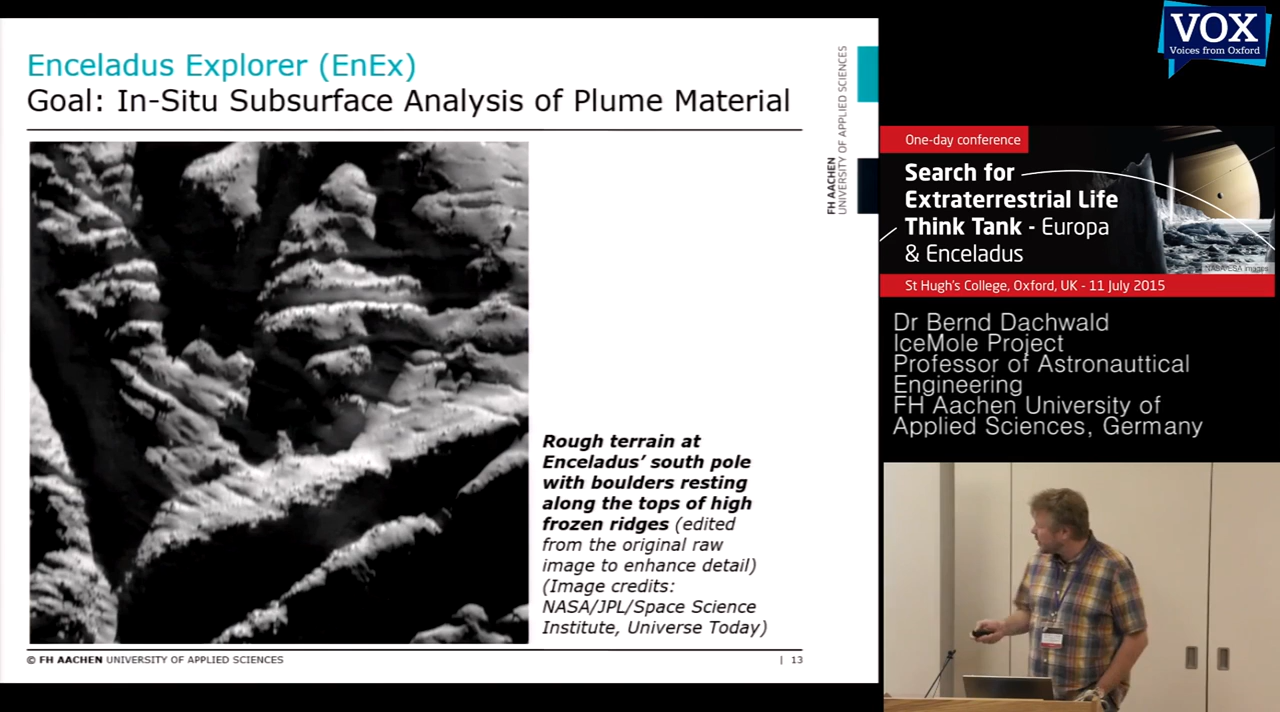 Enceladus Explorer (EnEx)
Goal: In-Situ Subsurface Analysis of Plume Material
FH AACHEN
UNIVERSITY OF APPLIED SCIENCES
Rough terrain at
Enceladus' south pole
with boulders resting
along the tops of high
frozen ridges (edited
from the original raw
image to enhance detail)
(Image credits:
NASA/JPL/Space Science
Institute, Universe Today)
© FH AACHEN UNIVERSITY OF APPLIED SCIENCES
| 13
VOX
Voices from Oxford
One-day conference
Search for
Extraterrestrial Life
Think Tank - Europa
& Enceladus
NASA/ESA images
St Hugh's College, Oxford, UK - 11 July 2015
Dr Bernd Dachwald
IceMole Project
Professor of Astronauttical
Engineering
FH Aachen University of
Applied Sciences, Germany